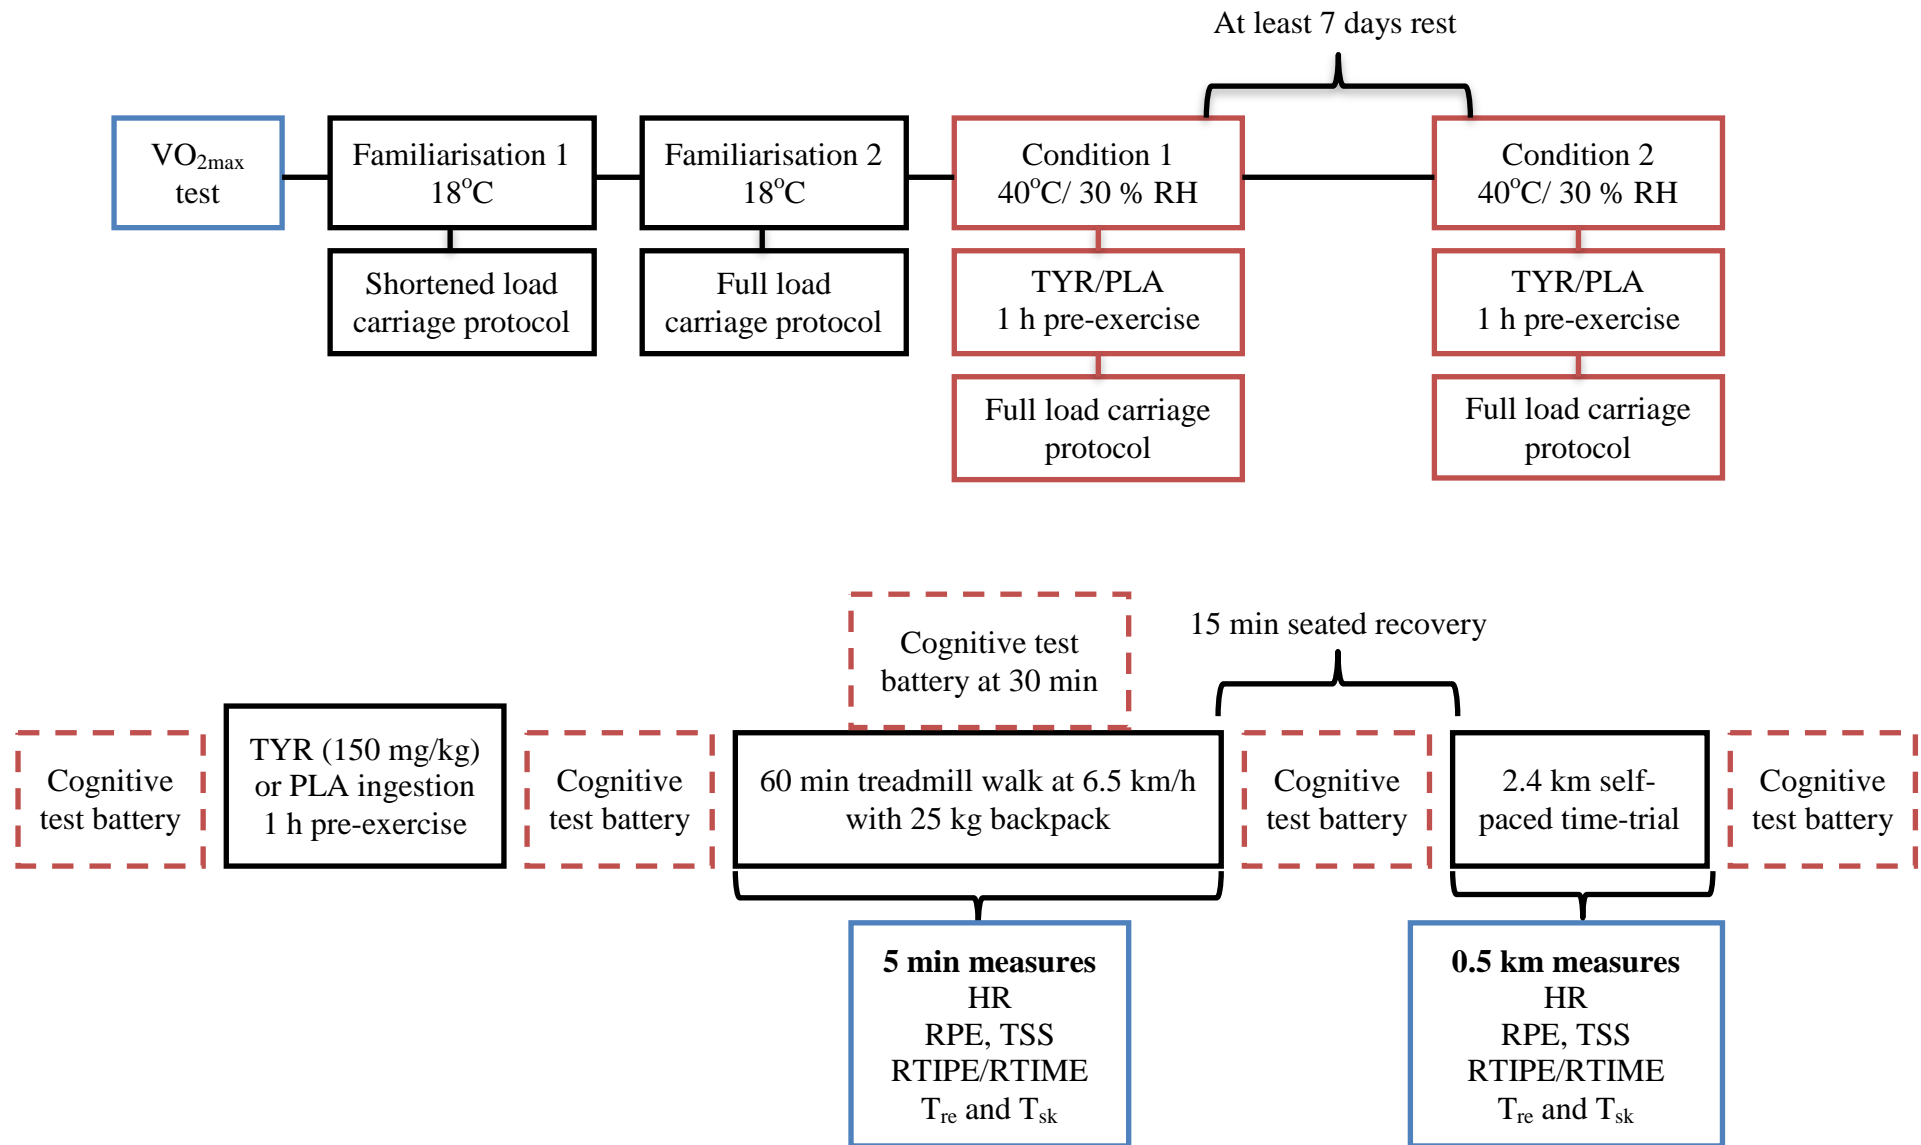 At least 7 days rest
VO2max
test
Familiarisation 1
18°C
Familiarisation 2
18°C
Condition 1
40°C/ 30 % RH
Condition 2
40°C/ 30 % RH
Shortened load
carriage protocol
Full load
carriage protocol
TYR/PLA
1 h pre-exercise
TYR/PLA
1 h pre-exercise
Full load carriage
protocol
Full load carriage
protocol
Cognitive test
battery at 30 min
15 min seated recovery
Cognitive
test battery
TYR (150 mg/kg)
or PLA ingestion
1 h pre-exercise
Cognitive
test battery
60 min treadmill walk at 6.5 km/h
with 25 kg backpack
Cognitive
test battery
2.4 km self-
paced time-trial
Cognitive
test battery
5 min measures
HR
RPE, TSS
RTIPE/RTIME
Tre and Tsk
0.5 km measures
HR
RPE, TSS
RTIPE/RTIME
Tre and Tsk